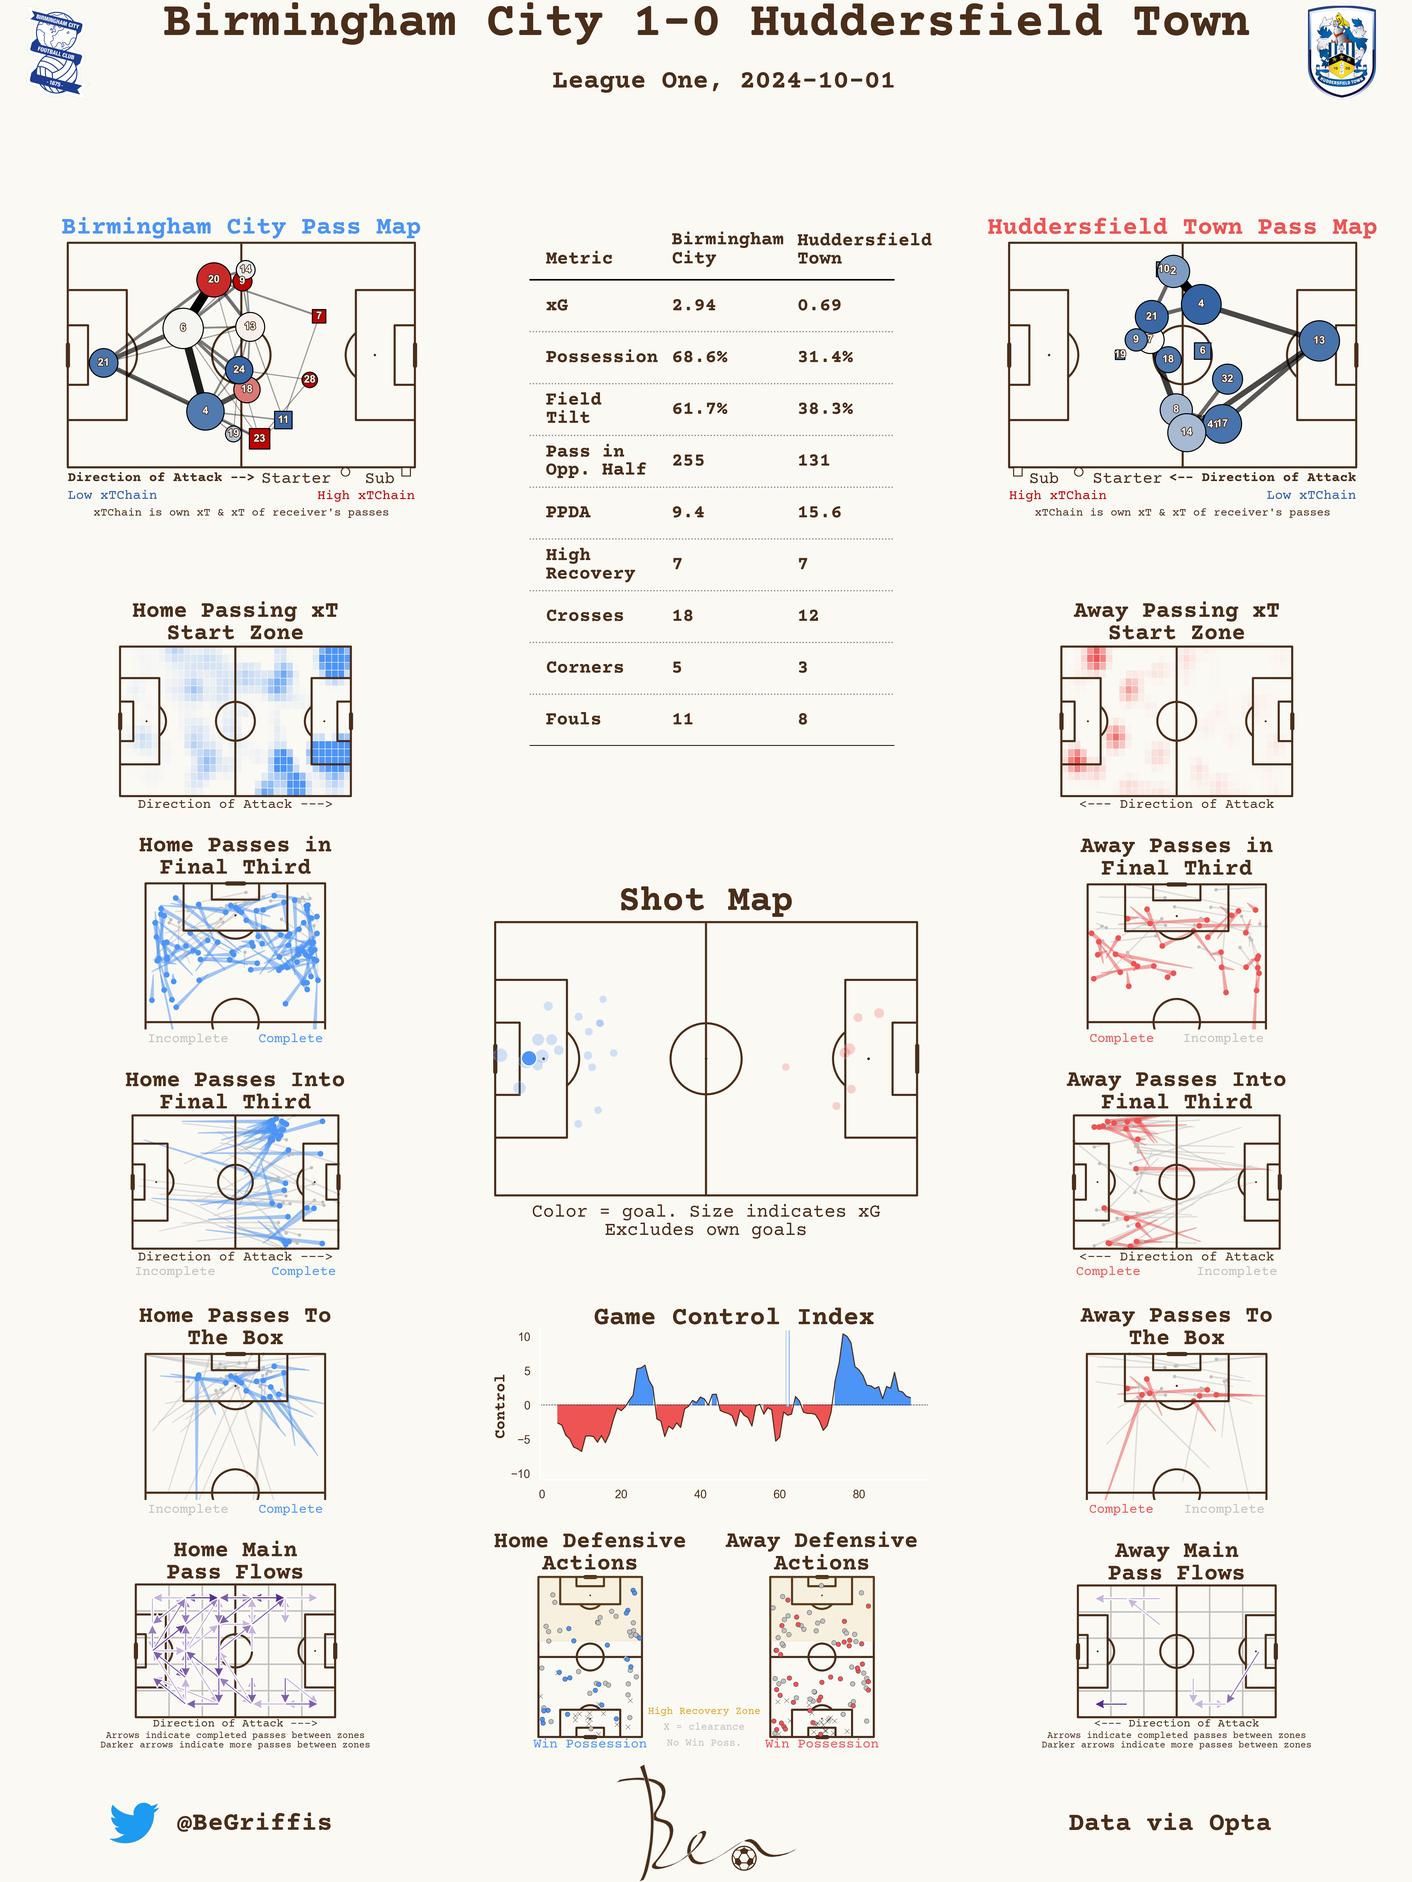 Birmingham City 1-0 Huddersfield Town
League One, 2024-10-01
BIRMINGHAM CITY
FOOTBALL CLUB
1875
HUDDERSFIELD TOWN
Birmingham City Pass Map
20
14
9
7
6
13
21
24
28
18
4
11
19
23
Direction of Attack -->
Starter
Sub
Low xTChain
High xTChain
xTChain is own xT & xT of receiver's passes
Metric
Birmingham City
Huddersfield Town
xG 2.94 0.69
Possession 68.6% 31.4%
Field Tilt 61.7% 38.3%
Pass in Opp. Half 255 131
PPDA 9.4 15.6
High Recovery 7 7
Crosses 18 12
Corners 5 3
Fouls 11 8
Huddersfield Town Pass Map
10
2
4
21
9
7
13
19
18
6
32
8
14
41
17
Sub
Starter
<-- Direction of Attack
High xTChain
Low xTChain
xTChain is own xT & xT of receiver's passes
Home Passing xT
Start Zone
Direction of Attack --->
Away Passing xT
Start Zone
<--- Direction of Attack
Home Passes in
Final Third
Incomplete
Complete
Shot Map
Color = goal. Size indicates xG
Excludes own goals
Away Passes in
Final Third
Complete
Incomplete
Home Passes Into
Final Third
Direction of Attack --->
Incomplete
Complete
Away Passes Into
Final Third
<--- Direction of Attack
Complete
Incomplete
Home Passes To
The Box
Incomplete
Complete
Game Control Index
Control
10
5
0
−5
−10
0
20
40
60
80
Away Passes To
The Box
Complete
Incomplete
Home Main
Pass Flows
Direction of Attack --->
Arrows indicate completed passes between zones
Darker arrows indicate more passes between zones
Home Defensive
Actions
Win Possession
High Recovery Zone
X = clearance
No Win Poss.
Away Defensive
Actions
Win Possession
Away Main
Pass Flows
<--- Direction of Attack
Arrows indicate completed passes between zones
Darker arrows indicate more passes between zones
@BeGriffis
Ben
Data via Opta